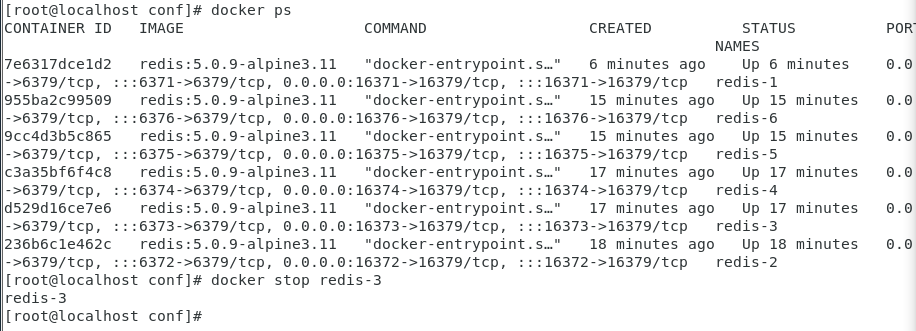 [root@localhost conf]# docker ps
CONTAINER ID   IMAGE                    COMMAND                  CREATED          STATUS          PORT
                                                                               NAMES
7e6317dce1d2   redis:5.0.9-alpine3.11   "docker-entrypoint.s…"   6 minutes ago    Up 6 minutes    0.0
->6379/tcp, :::6371->6379/tcp, 0.0.0.0:16371->16379/tcp, :::16371->16379/tcp   redis-1
955ba2c99509   redis:5.0.9-alpine3.11   "docker-entrypoint.s…"   15 minutes ago   Up 15 minutes   0.0
->6379/tcp, :::6376->6379/tcp, 0.0.0.0:16376->16379/tcp, :::16376->16379/tcp   redis-6
9cc4d3b5c865   redis:5.0.9-alpine3.11   "docker-entrypoint.s…"   15 minutes ago   Up 15 minutes   0.0
->6379/tcp, :::6375->6379/tcp, 0.0.0.0:16375->16379/tcp, :::16375->16379/tcp   redis-5
c3a35bf6f4c8   redis:5.0.9-alpine3.11   "docker-entrypoint.s…"   17 minutes ago   Up 17 minutes   0.0
->6379/tcp, :::6374->6379/tcp, 0.0.0.0:16374->16379/tcp, :::16374->16379/tcp   redis-4
d529d16ce7e6   redis:5.0.9-alpine3.11   "docker-entrypoint.s…"   17 minutes ago   Up 17 minutes   0.0
->6379/tcp, :::6373->6379/tcp, 0.0.0.0:16373->16379/tcp, :::16373->16379/tcp   redis-3
236b6c1e462c   redis:5.0.9-alpine3.11   "docker-entrypoint.s…"   18 minutes ago   Up 18 minutes   0.0
->6379/tcp, :::6372->6379/tcp, 0.0.0.0:16372->16379/tcp, :::16372->16379/tcp   redis-2
[root@localhost conf]# docker stop redis-3
redis-3
[root@localhost conf]#